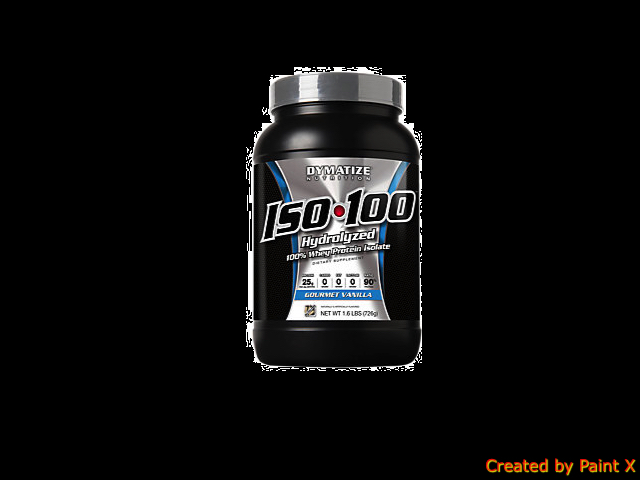 DYMATIZE
NUTRITION
ISO•100
Hydrolyzed
100% Whey Protein Isolate
DIETARY SUPPLEMENT
25g 0 0 0 90
GOURMET VANILLA
NET WT 1.6 LBS (726g)
Created by Paint X